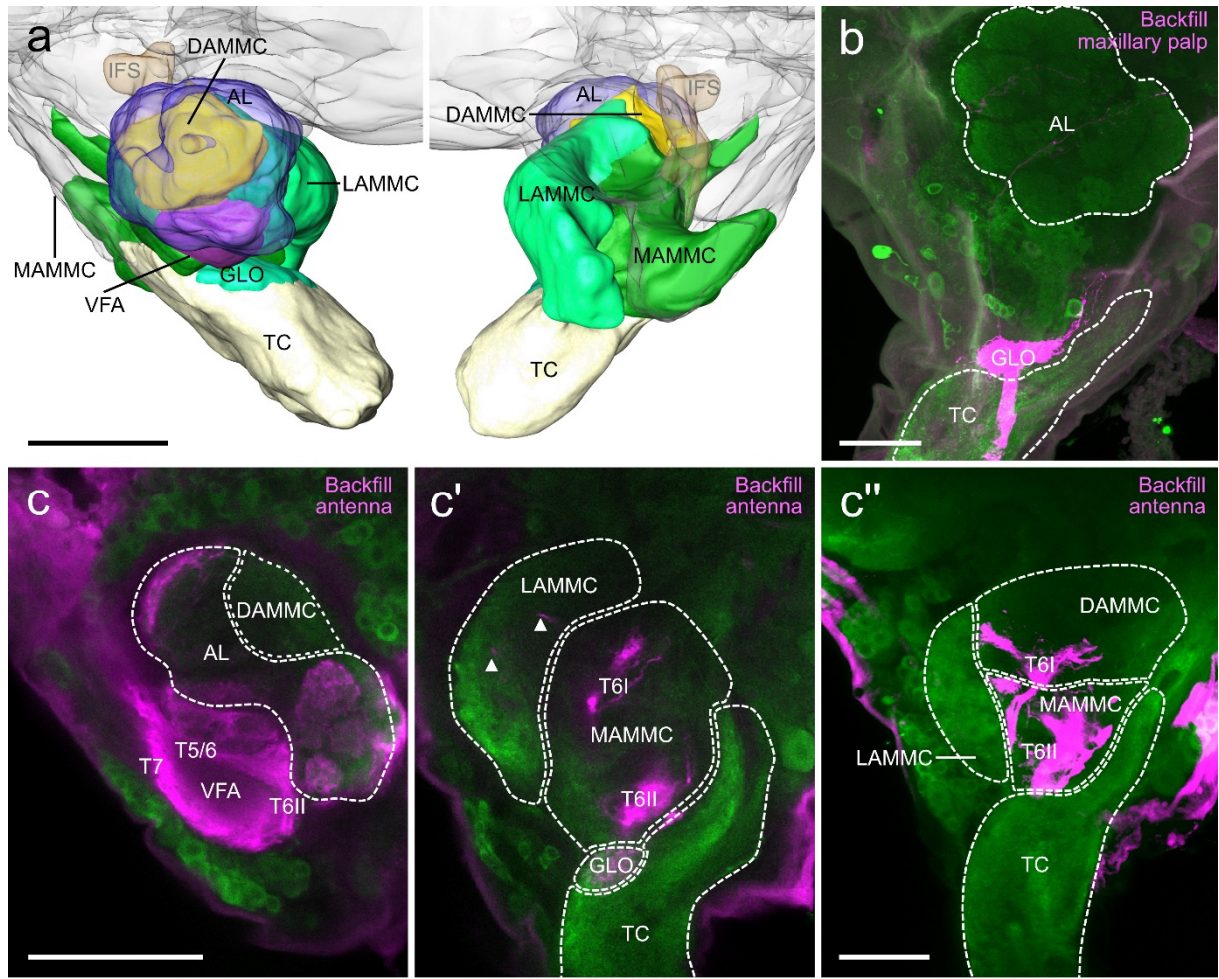 a
DAMMC
IFS
AL
LAMMC
MAMMC
GLO
VFA
TC
IFS
AL
DAMMC
LAMMC
MAMMC
TC
b
Backfill
maxillary palp
AL
GLO
TC
c
Backfill
antenna
DAMMC
AL
T5/6
T7
VFA
T6II
c'
Backfill
antenna
LAMMC
T6I
MAMMC
T6II
GLO
TC
c"
Backfill
antenna
DAMMC
T6I
MAMMC
T6II
LAMMC
TC